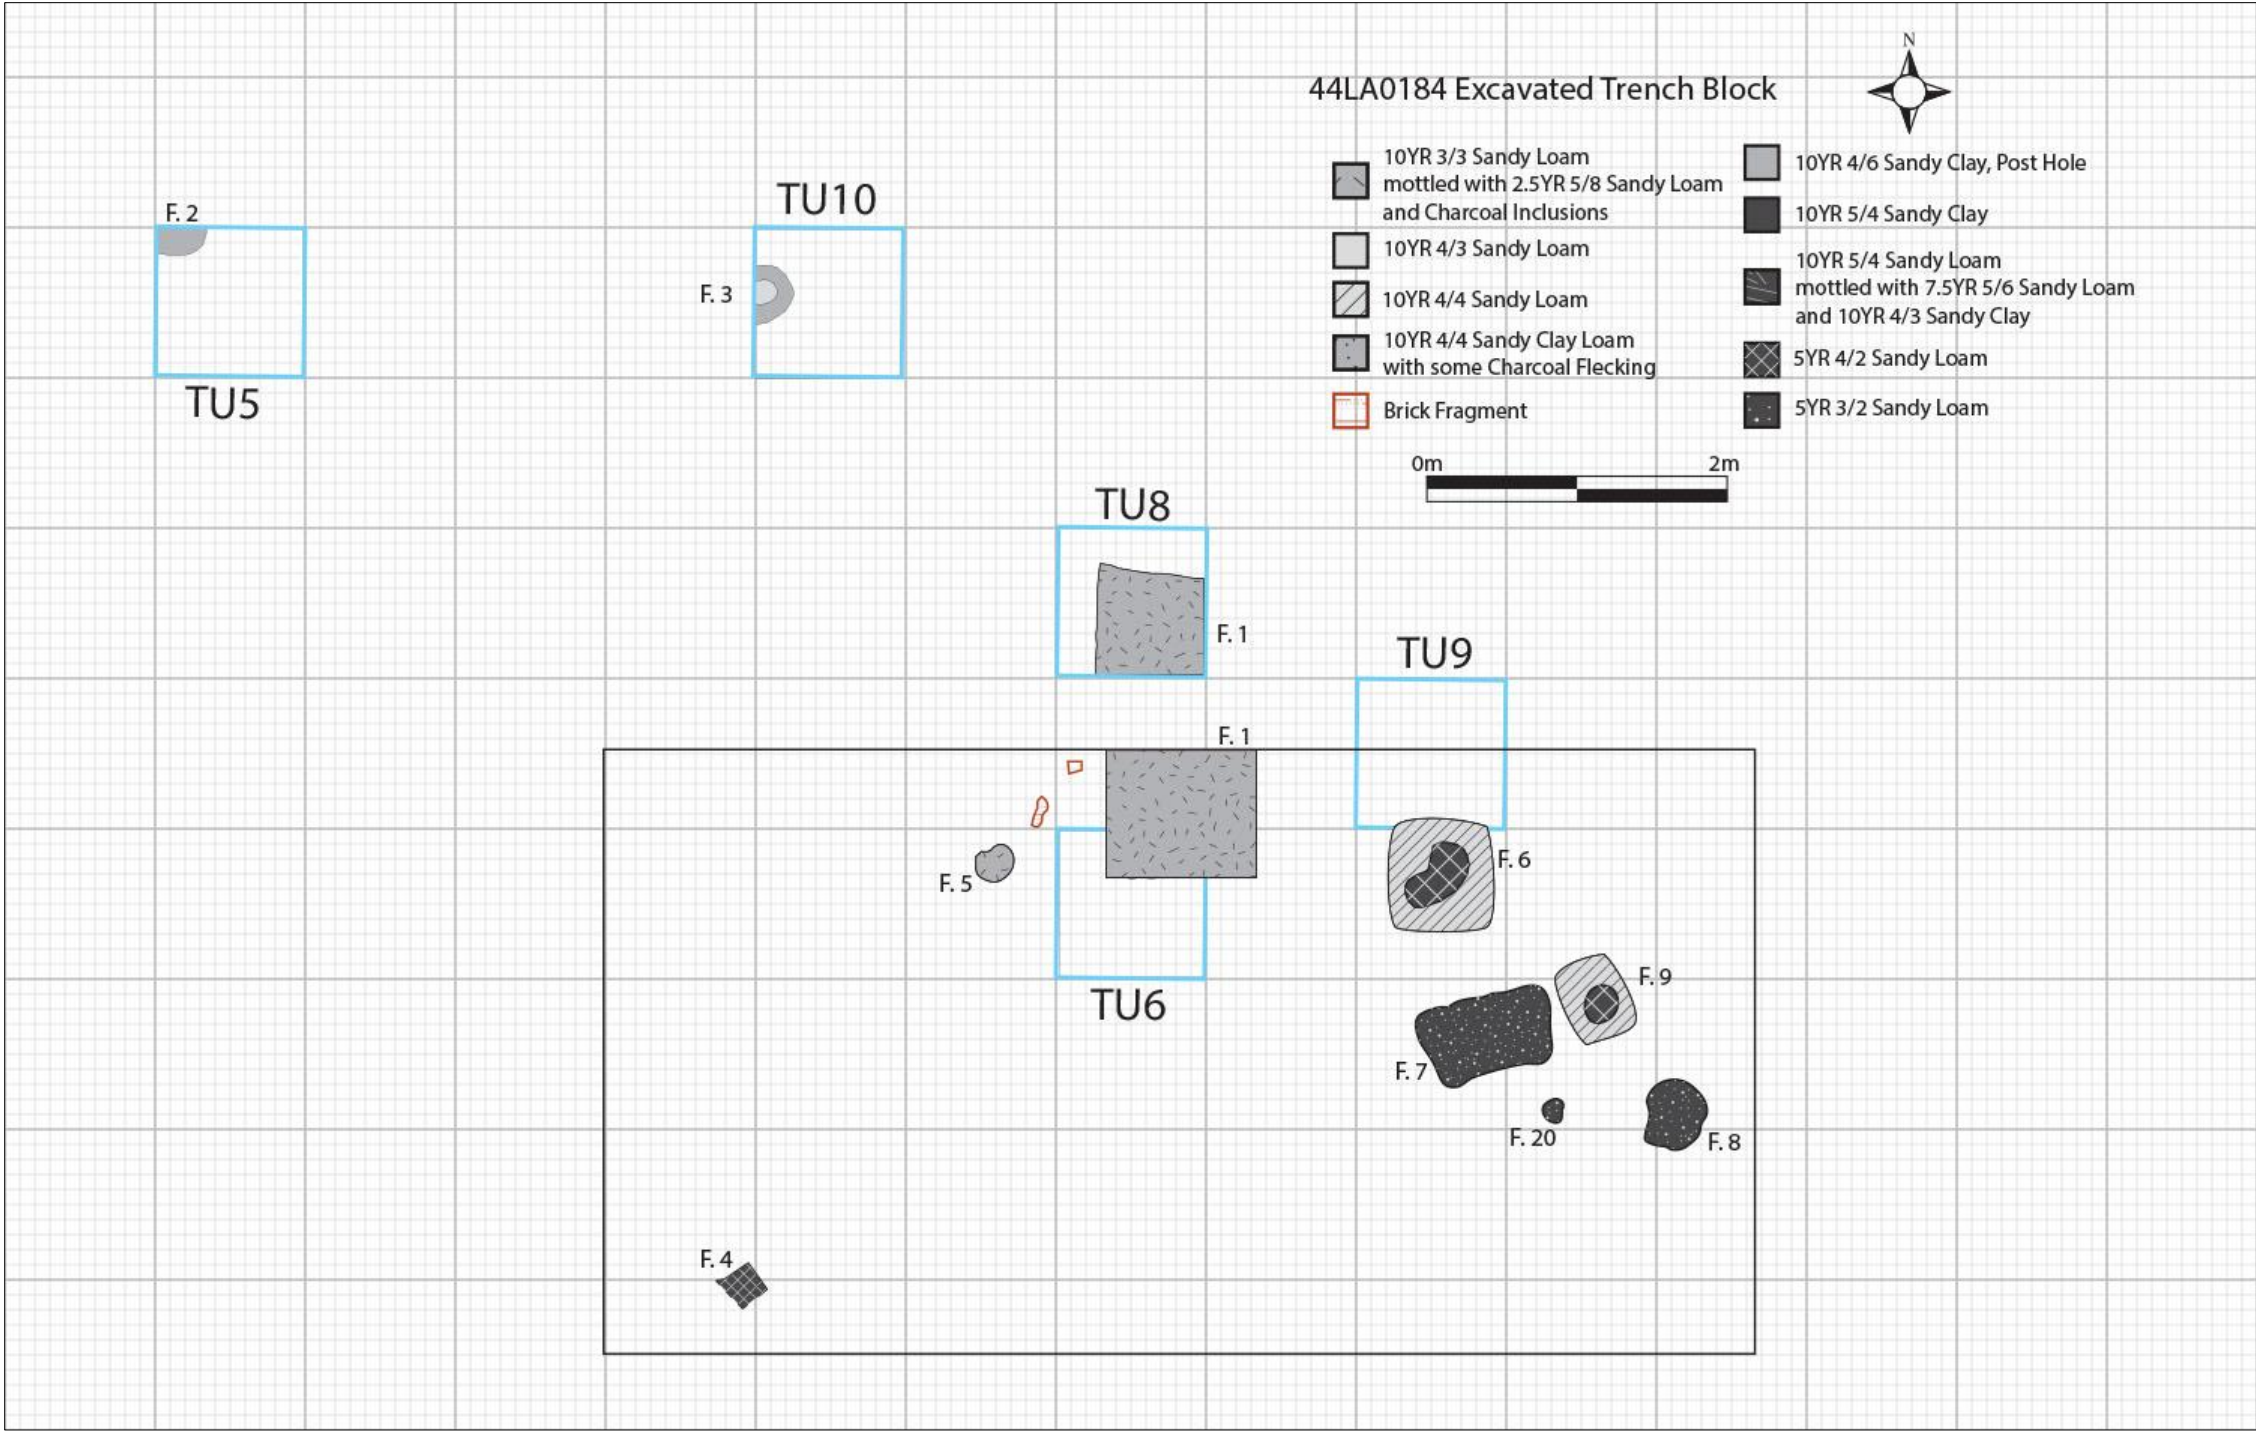 N
44LA0184 Excavated Trench Block
10YR 3/3 Sandy Loam
mottled with 2.5YR 5/8 Sandy Loam
and Charcoal Inclusions
10YR 4/3 Sandy Loam
10YR 4/4 Sandy Loam
10YR 4/4 Sandy Clay Loam
with some Charcoal Flecking
Brick Fragment
10YR 4/6 Sandy Clay, Post Hole
10YR 5/4 Sandy Clay
10YR 5/4 Sandy Loam
mottled with 7.5YR 5/6 Sandy Loam
and 10YR 4/3 Sandy Clay
5YR 4/2 Sandy Loam
5YR 3/2 Sandy Loam
0m 2m
F. 2
TU5
TU10
F. 3
TU8
F. 1
TU9
F. 1
F. 5
F. 6
TU6
F. 9
F. 7
F. 20
F. 8
F. 4